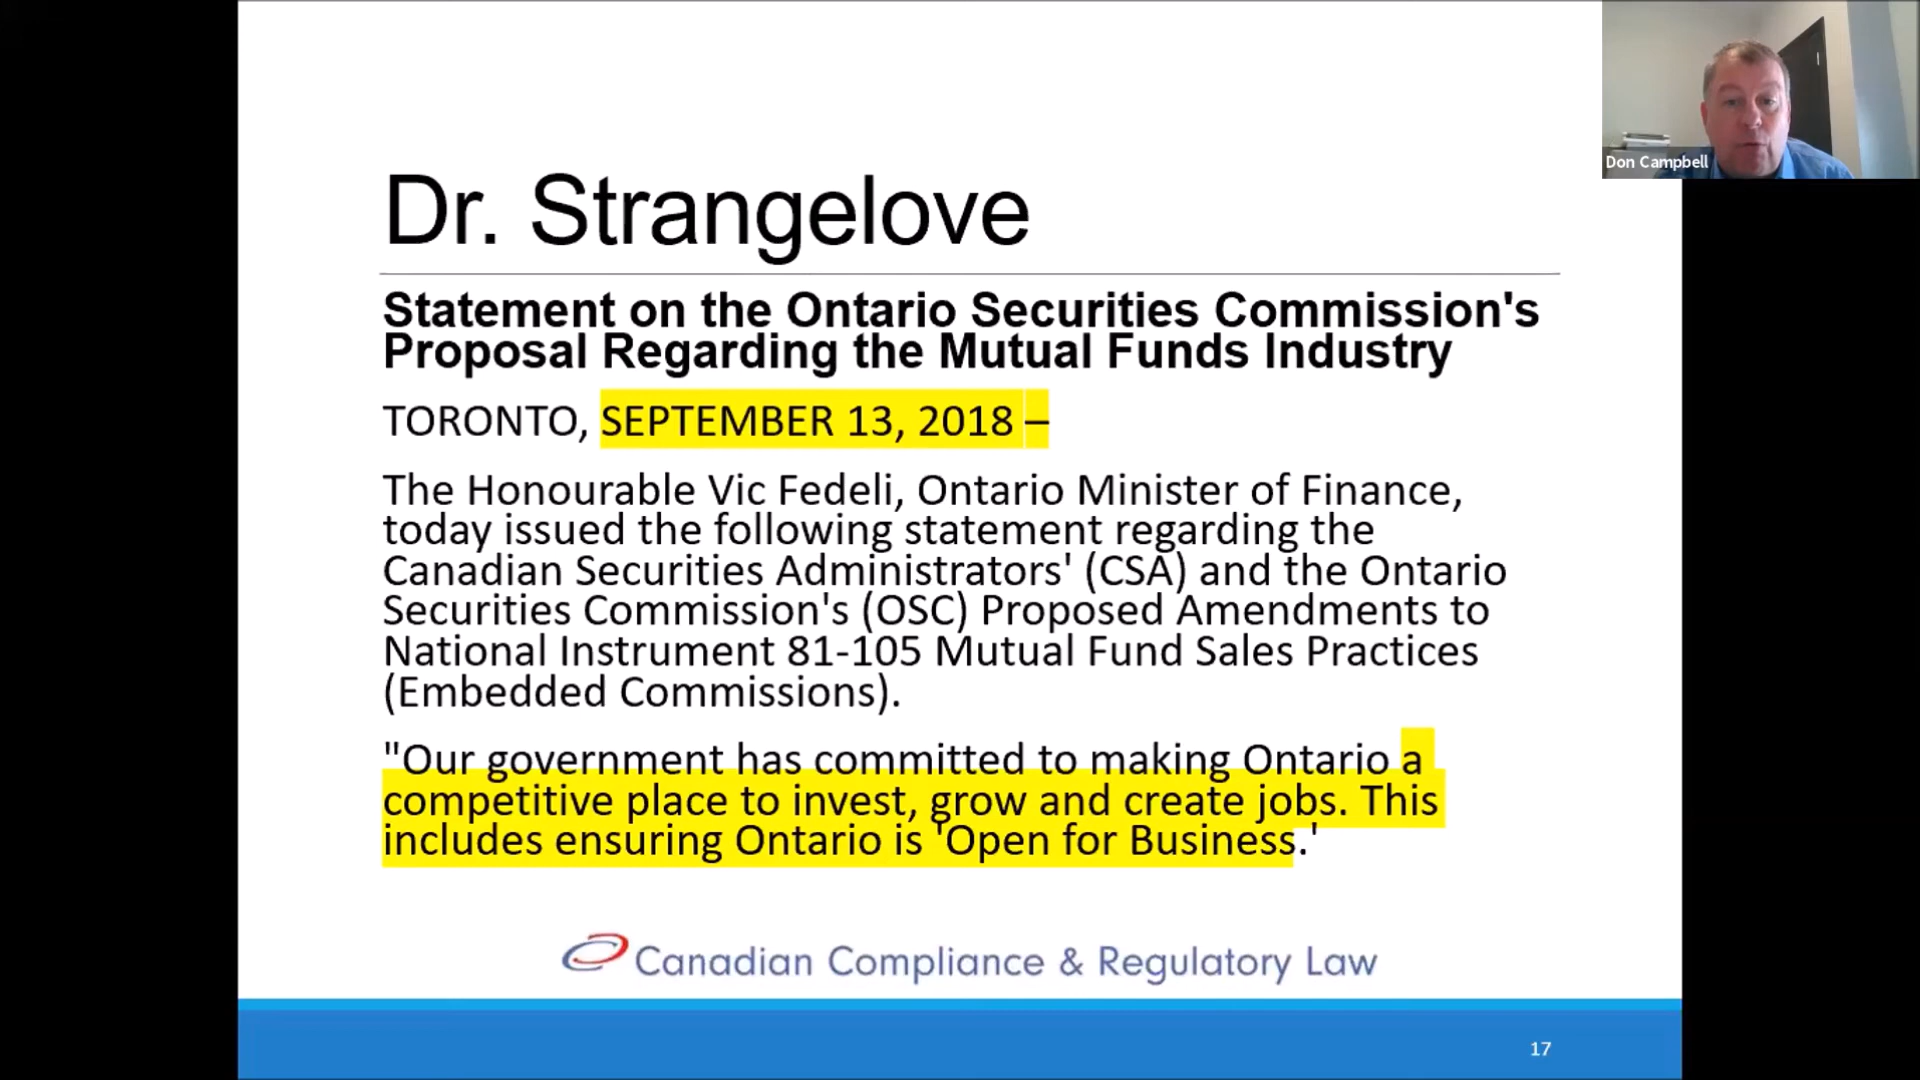 Don Campbell
Dr. Strangelove
Statement on the Ontario Securities Commission's
Proposal Regarding the Mutual Funds Industry
TORONTO, SEPTEMBER 13, 2018 –
The Honourable Vic Fedeli, Ontario Minister of Finance,
today issued the following statement regarding the
Canadian Securities Administrators' (CSA) and the Ontario
Securities Commission's (OSC) Proposed Amendments to
National Instrument 81-105 Mutual Fund Sales Practices
(Embedded Commissions).
"Our government has committed to making Ontario a
competitive place to invest, grow and create jobs. This
includes ensuring Ontario is 'Open for Business.'
Canadian Compliance & Regulatory Law
17